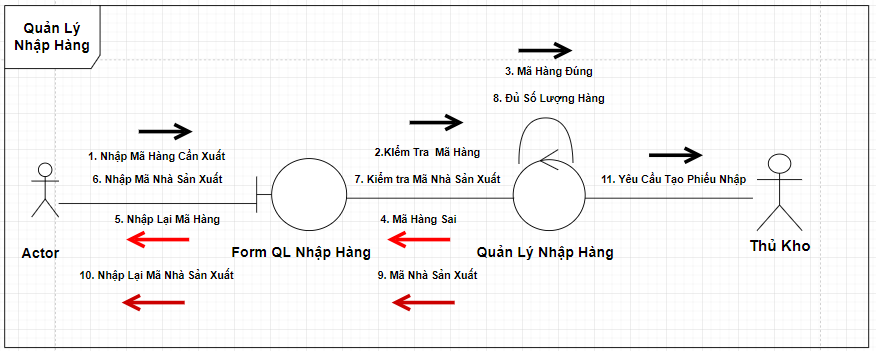 Quản Lý
Nhập Hàng
3. Mã Hàng Đúng
8. Đủ Số Lượng Hàng
1. Nhập Mã Hàng Cần Xuất
2.Kiểm Tra Mã Hàng
6. Nhập Mã Nhà Sản Xuất
7. Kiểm tra Mã Nhà Sản Xuất
11. Yêu Cầu Tạo Phiếu Nhập
5. Nhập Lại Mã Hàng
4. Mã Hàng Sai
Actor
Form QL Nhập Hàng
Quản Lý Nhập Hàng
Thủ Kho
10. Nhập Lại Mã Nhà Sản Xuất
9. Mã Nhà Sản Xuất